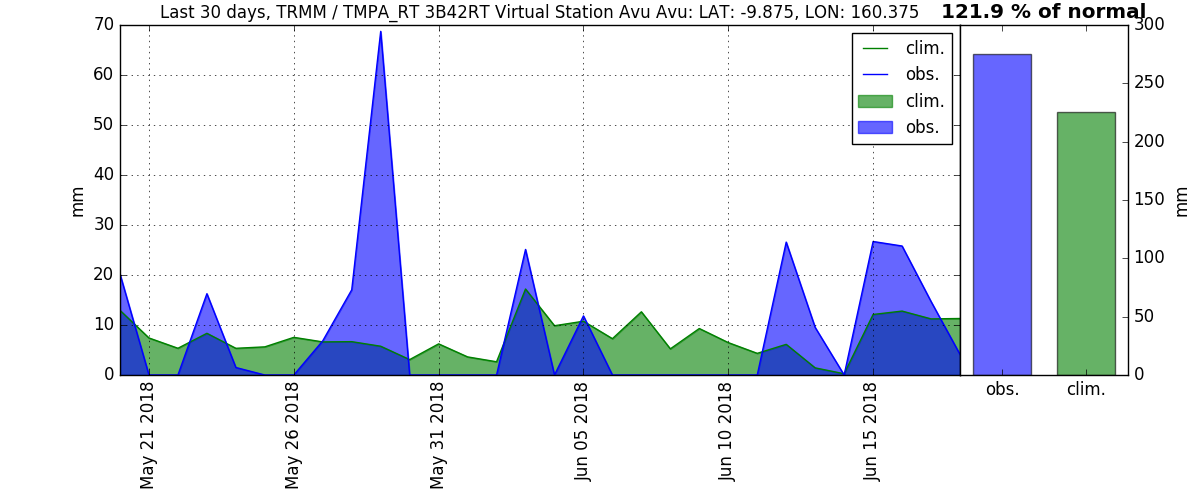 Last 30 days, TRMM / TMPA_RT 3B42RT Virtual Station Avu Avu: LAT: -9.875, LON: 160.375
121.9 % of normal
70
60
50
40
30
20
10
0
mm
clim.
obs.
clim.
obs.
May 21 2018
May 26 2018
May 31 2018
Jun 05 2018
Jun 10 2018
Jun 15 2018
300
250
200
150
100
50
0
mm
obs.
clim.